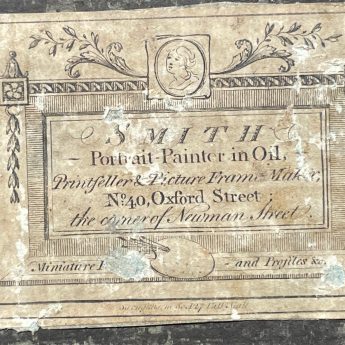 SMITH
Portrait-Painter in Oil,
Printseller & Picture Frame Maker,
No. 40, Oxford Street;
the corner of Newman Street.
Miniature and Profiles &c.